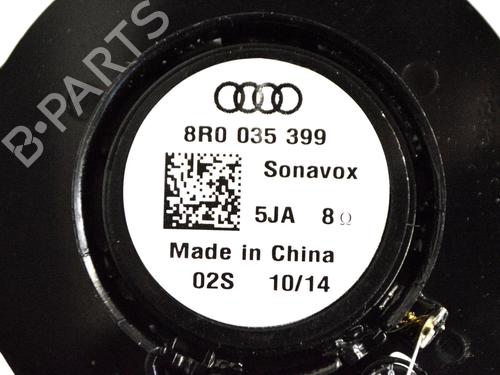 B-PARTS
8R0 035 399
Sonavox
5JA 8Ω
Made in China
02S 10/14